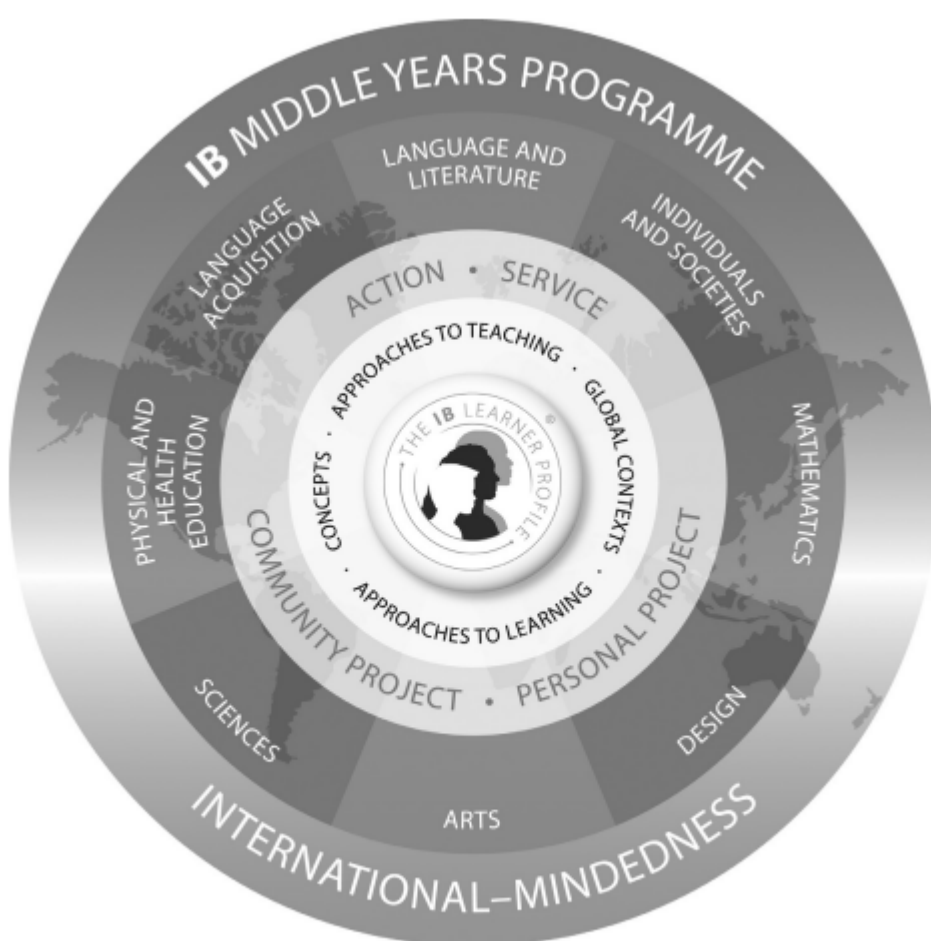 IB MIDDLE YEARS PROGRAMME
LANGUAGE AND
LITERATURE
INDIVIDUALS
AND SOCIETIES
MATHEMATICS
DESIGN
ARTS
SCIENCES
PHYSICAL AND
HEALTH
EDUCATION
LANGUAGE
ACQUISITION
ACTION • SERVICE
PERSONAL PROJECT
•
COMMUNITY PROJECT
APPROACHES TO TEACHING ·
GLOBAL CONTEXTS ·
APPROACHES TO LEARNING ·
CONCEPTS ·
THE IB LEARNER PROFILE
©
INTERNATIONAL–MINDEDNESS